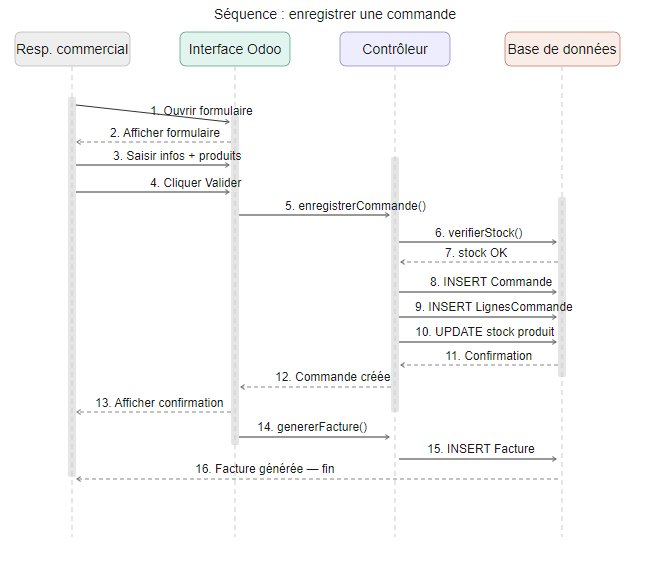 Séquence : enregistrer une commande
Resp. commercial
Interface Odoo
Contrôleur
Base de données
1. Ouvrir formulaire
2. Afficher formulaire
3. Saisir infos + produits
4. Cliquer Valider
5. enregistrerCommande()
6. verifierStock()
7. stock OK
8. INSERT Commande
9. INSERT LignesCommande
10. UPDATE stock produit
11. Confirmation
12. Commande créée
13. Afficher confirmation
14. genererFacture()
15. INSERT Facture
16. Facture générée — fin